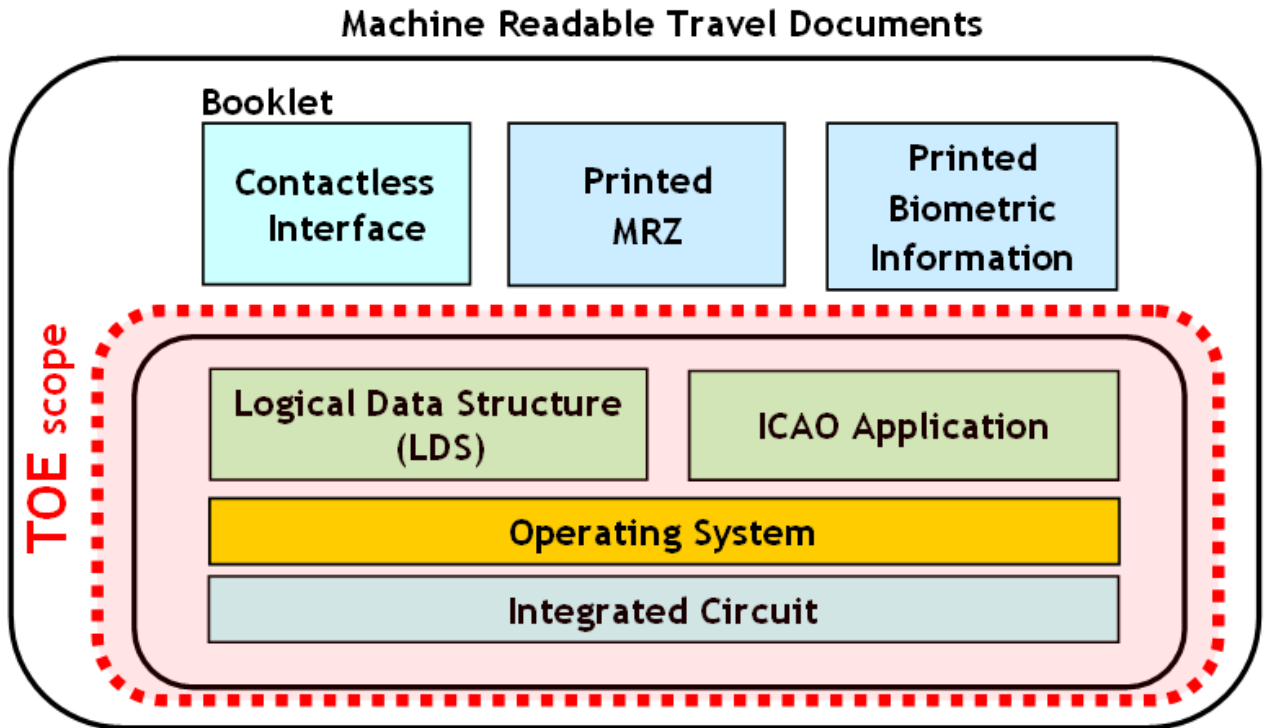 Machine Readable Travel Documents
Booklet
Contactless
Interface
Printed
MRZ
Printed
Biometric
Information
TOE scope
Logical Data Structure
(LDS)
ICAO Application
Operating System
Integrated Circuit